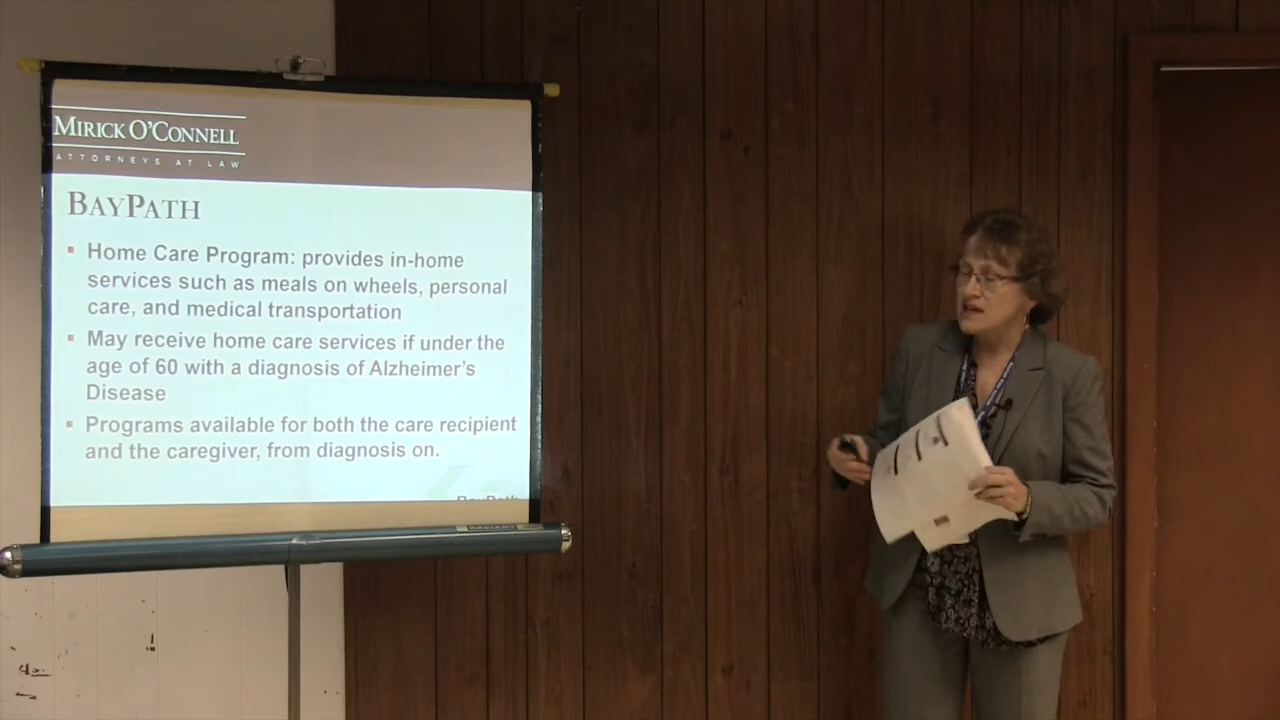 MIRICK O'CONNELL
ATTORNEYS AT LAW
BAYPATH
Home Care Program: provides in-home
services such as meals on wheels, personal
care, and medical transportation
May receive home care services if under the
age of 60 with a diagnosis of Alzheimer's
Disease
Programs available for both the care recipient
and the caregiver, from diagnosis on.
BayPath